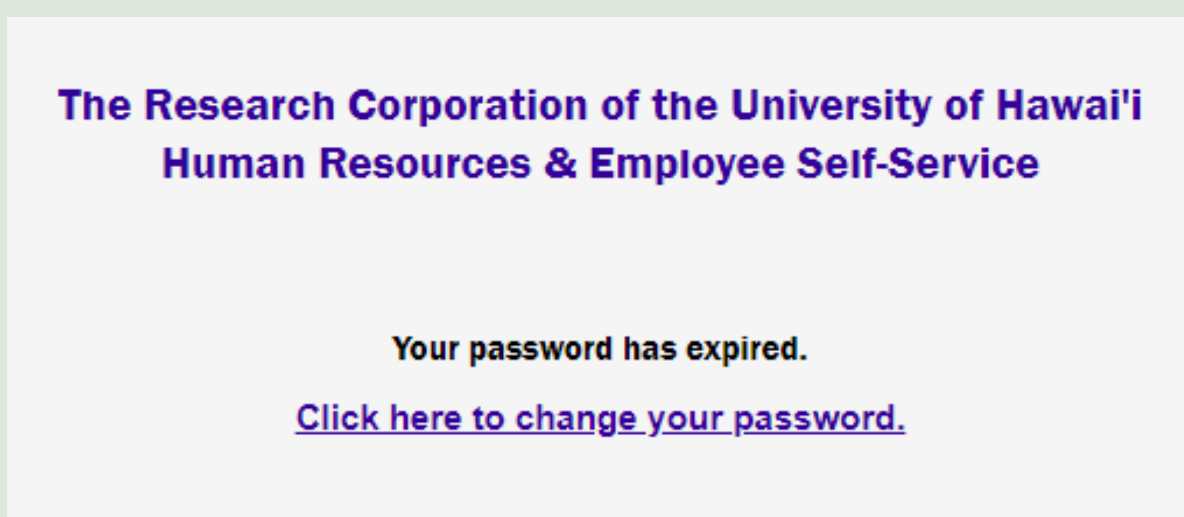 The Research Corporation of the University of Hawai'i
Human Resources & Employee Self-Service
Your password has expired.
Click here to change your password.